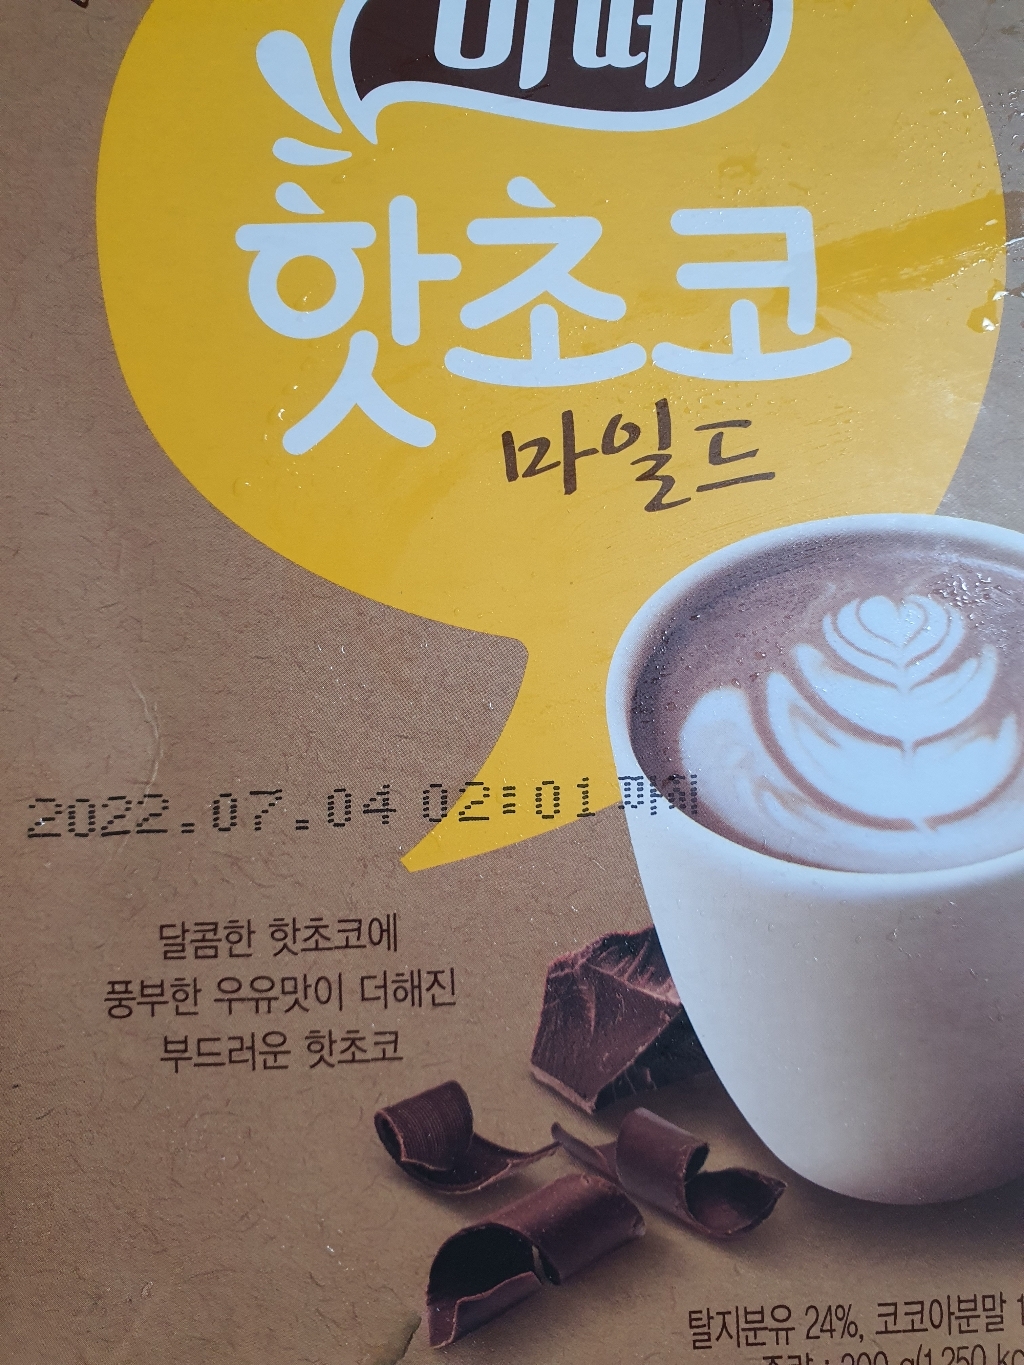 미떼
핫초코
마일드
2022.07.04 02:01
달콤한 핫초코에
풍부한 우유맛이 더해진
부드러운 핫초코
탈지분유 24%, 코코아분말